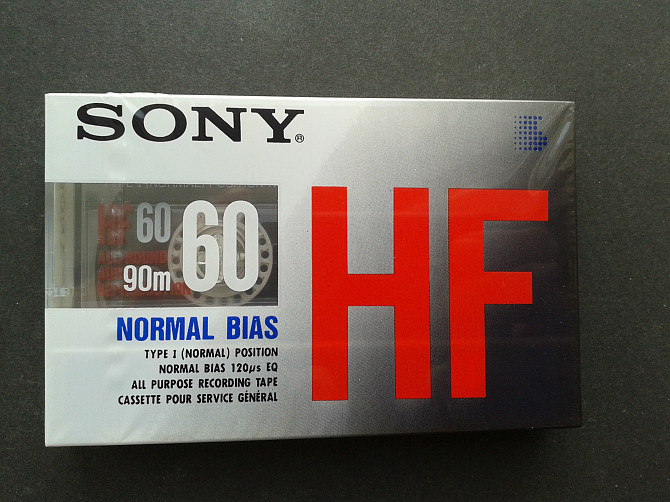 SONY®
HF
60
60
90m
NORMAL BIAS
TYPE I (NORMAL) POSITION
NORMAL BIAS 120µs EQ
ALL PURPOSE RECORDING TAPE
CASSETTE POUR SERVICE GÉNÉRAL
HF